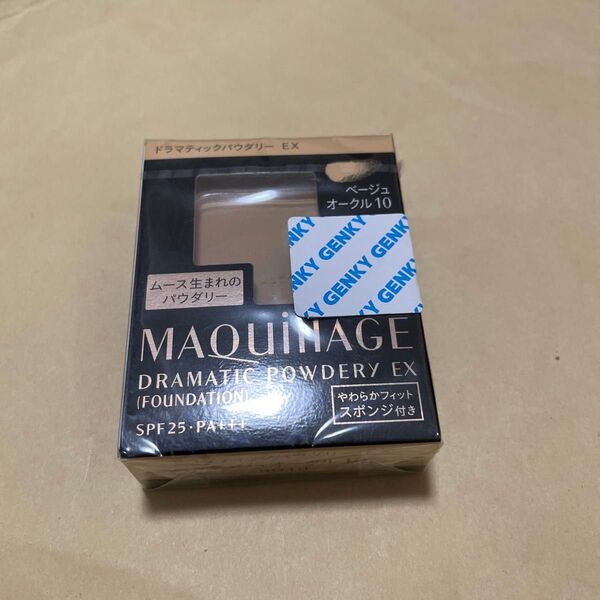 ドラマティックパウダリー EX
ベージュ
オークル10
GENKY GENKY
GENKY GENKY
GENKY GENKY
ムース生まれの
パウダリー
MAQuillAGE
DRAMATIC POWDERY EX
(FOUNDATION)
SPF25・PA+++
やわらかフィット
スポンジ付き